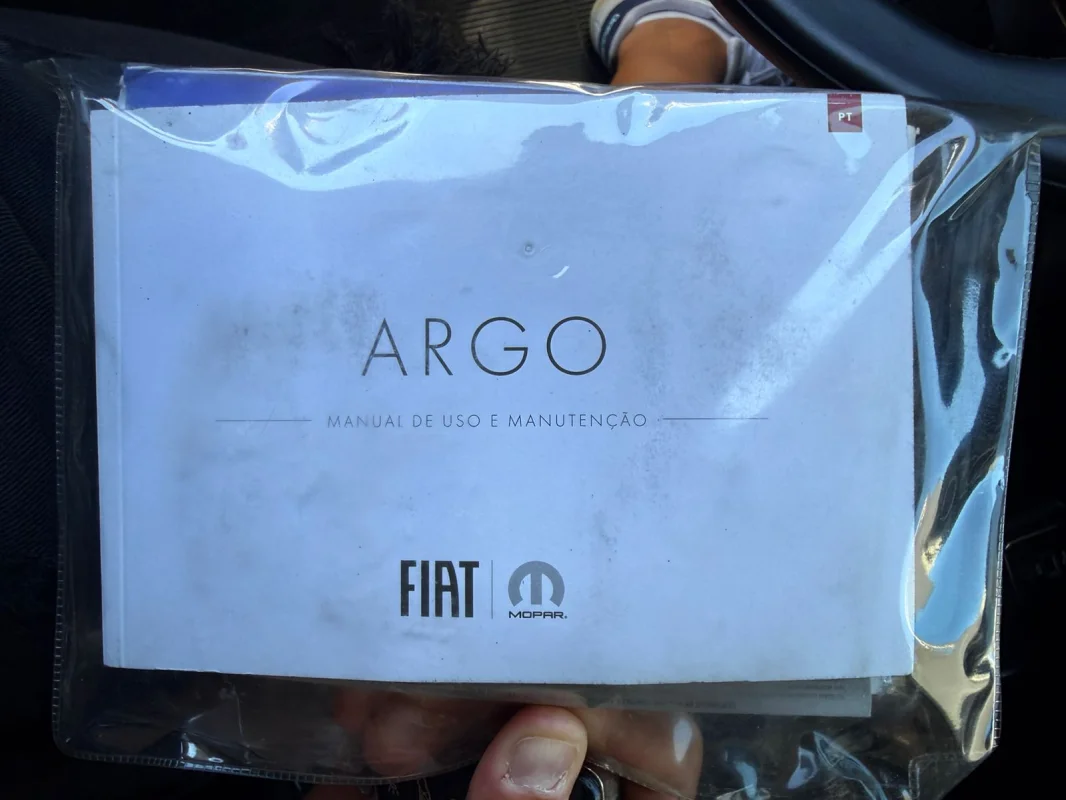 PT
ARGO
MANUAL DE USO E MANUTENÇÃO
FIAT
MOPAR®